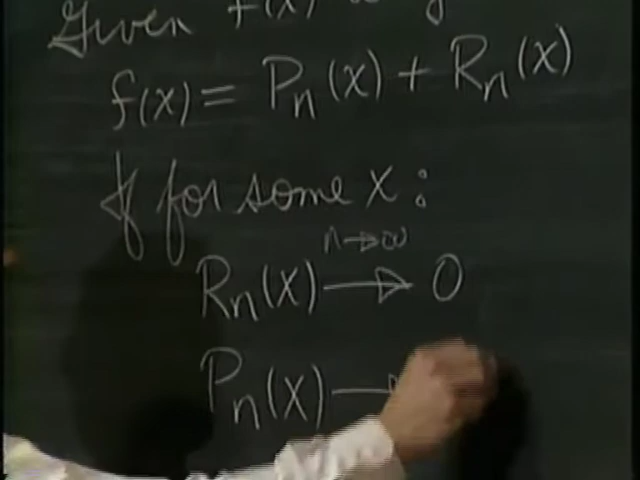 Given f(x)
f(x) = Pn(x) + Rn(x)
If for some x:
n→∞
Rn(x) → 0
Pn(x) →